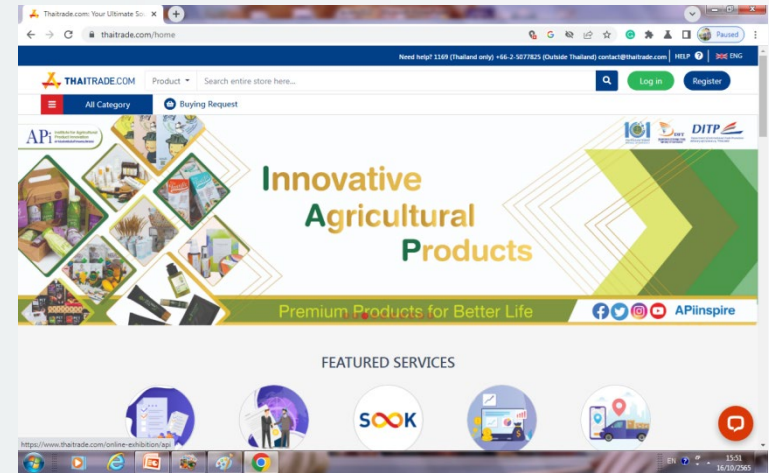 Thaitrade.com: Your Ultimate Sou
thaitrade.com/home
Paused
Need help? 1169 (Thailand only) +66-2-5077825 (Outside Thailand) contact@thaitrade.com
HELP
ENG
THAITRADE.COM
Product
Search entire store here...
Log in
Register
All Category
Buying Request
APi
DITP
Innovative
Agricultural
Products
Premium Products for Better Life
APiinspire
FEATURED SERVICES
SOOK
https://www.thaitrade.com/online-exhibition/api
EN
15:51
16/10/2565